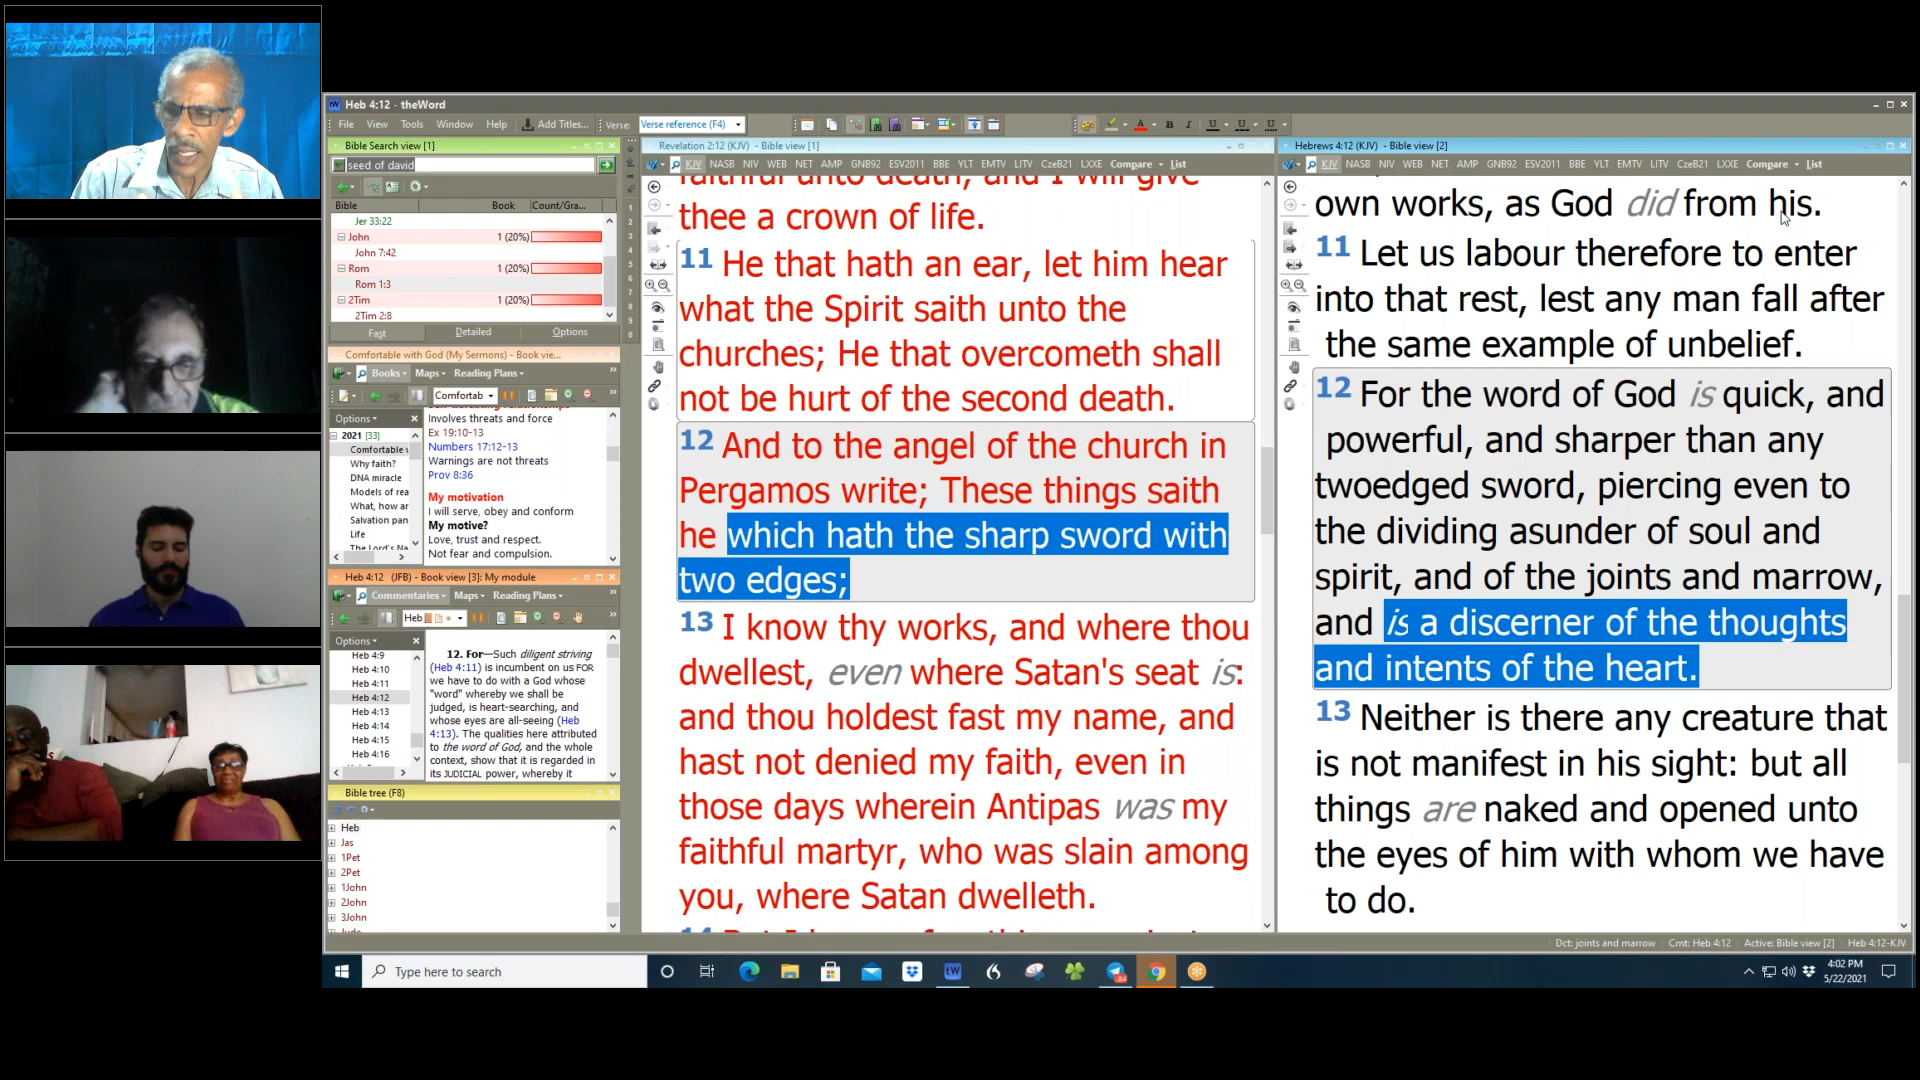 Heb 4:12 - theWord
File View Tools Window Help Add Titles... Verse: Verse reference (F4) B I U U U
Bible Search view [1]
seed of david
Bible Book Count/Gra...
Jer 33:22
John 1 (20%)
John 7:42
Rom 1 (20%)
Rom 1:3
2Tim 1 (20%)
2Tim 2:8
Fast Detailed Options
Comfortable with God (My Sermons) - Book vie...
Books Maps Reading Plans
Comfortab
Options
2021 [33]
Comfortable
Why faith?
DNA miracle
Models of rea
What, how ar
Salvation pan
Life
The Lord's Na
Involves threats and force
Ex 19:10-13
Numbers 17:12-13
Warnings are not threats
Prov 8:36
My motivation
I will serve, obey and conform
My motive?
Love, trust and respect.
Not fear and compulsion.
Heb 4:12 (JFB) - Book view [3]: My module
Commentaries Maps Reading Plans
Heb
Options
Heb 4:9
Heb 4:10
Heb 4:11
Heb 4:12
Heb 4:13
Heb 4:14
Heb 4:15
Heb 4:16
12. For—Such diligent striving
(Heb 4:11) is incumbent on us FOR
we have to do with a God whose
"word" whereby we shall be
judged, is heart-searching, and
whose eyes are all-seeing (Heb
4:13). The qualities here attributed
to the word of God, and the whole
context, show that it is regarded in
its JUDICIAL power, whereby it
Bible tree (F8)
Heb
Jas
1Pet
2Pet
1John
2John
3John
Jude
1
2
3
4
5
6
7
8
9
0
Revelation 2:12 (KJV) - Bible view [1]
KJV NASB NIV WEB NET AMP GNB92 ESV2011 BBE YLT EMTV LITV CzeB21 LXXE Compare List
faithful unto death, and I will give
thee a crown of life.
11 He that hath an ear, let him hear
what the Spirit saith unto the
churches; He that overcometh shall
not be hurt of the second death.
12 And to the angel of the church in
Pergamos write; These things saith
he which hath the sharp sword with
two edges;
13 I know thy works, and where thou
dwellest, even where Satan's seat is:
and thou holdest fast my name, and
hast not denied my faith, even in
those days wherein Antipas was my
faithful martyr, who was slain among
you, where Satan dwelleth.
Hebrews 4:12 (KJV) - Bible view [2]
KJV NASB NIV WEB NET AMP GNB92 ESV2011 BBE YLT EMTV LITV CzeB21 LXXE Compare List
own works, as God did from his.
11 Let us labour therefore to enter
into that rest, lest any man fall after
the same example of unbelief.
12 For the word of God is quick, and
powerful, and sharper than any
twoedged sword, piercing even to
the dividing asunder of soul and
spirit, and of the joints and marrow,
and is a discerner of the thoughts
and intents of the heart.
13 Neither is there any creature that
is not manifest in his sight: but all
things are naked and opened unto
the eyes of him with whom we have
to do.
Dct: joints and marrow Cmt: Heb 4:12 Active: Bible view [2] Heb 4:12-KJV
Type here to search
tW
4:02 PM
5/22/2021